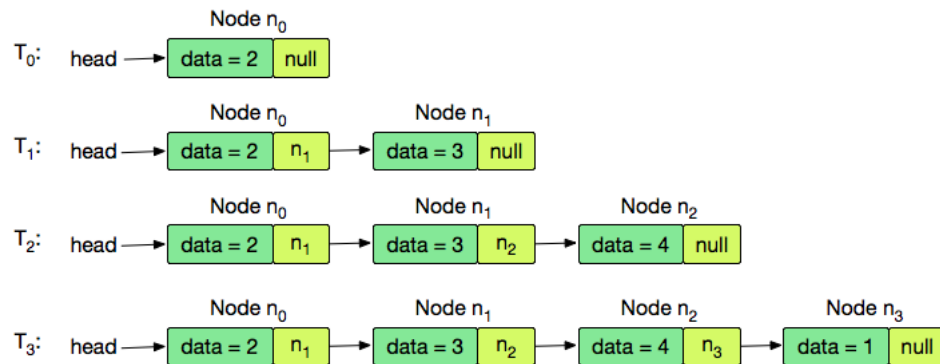 Node n₀
T₀: head data = 2 null
Node n₀ Node n₁
T₁: head data = 2 n₁ data = 3 null
Node n₀ Node n₁ Node n₂
T₂: head data = 2 n₁ data = 3 n₂ data = 4 null
Node n₀ Node n₁ Node n₂ Node n₃
T₃: head data = 2 n₁ data = 3 n₂ data = 4 n₃ data = 1 null